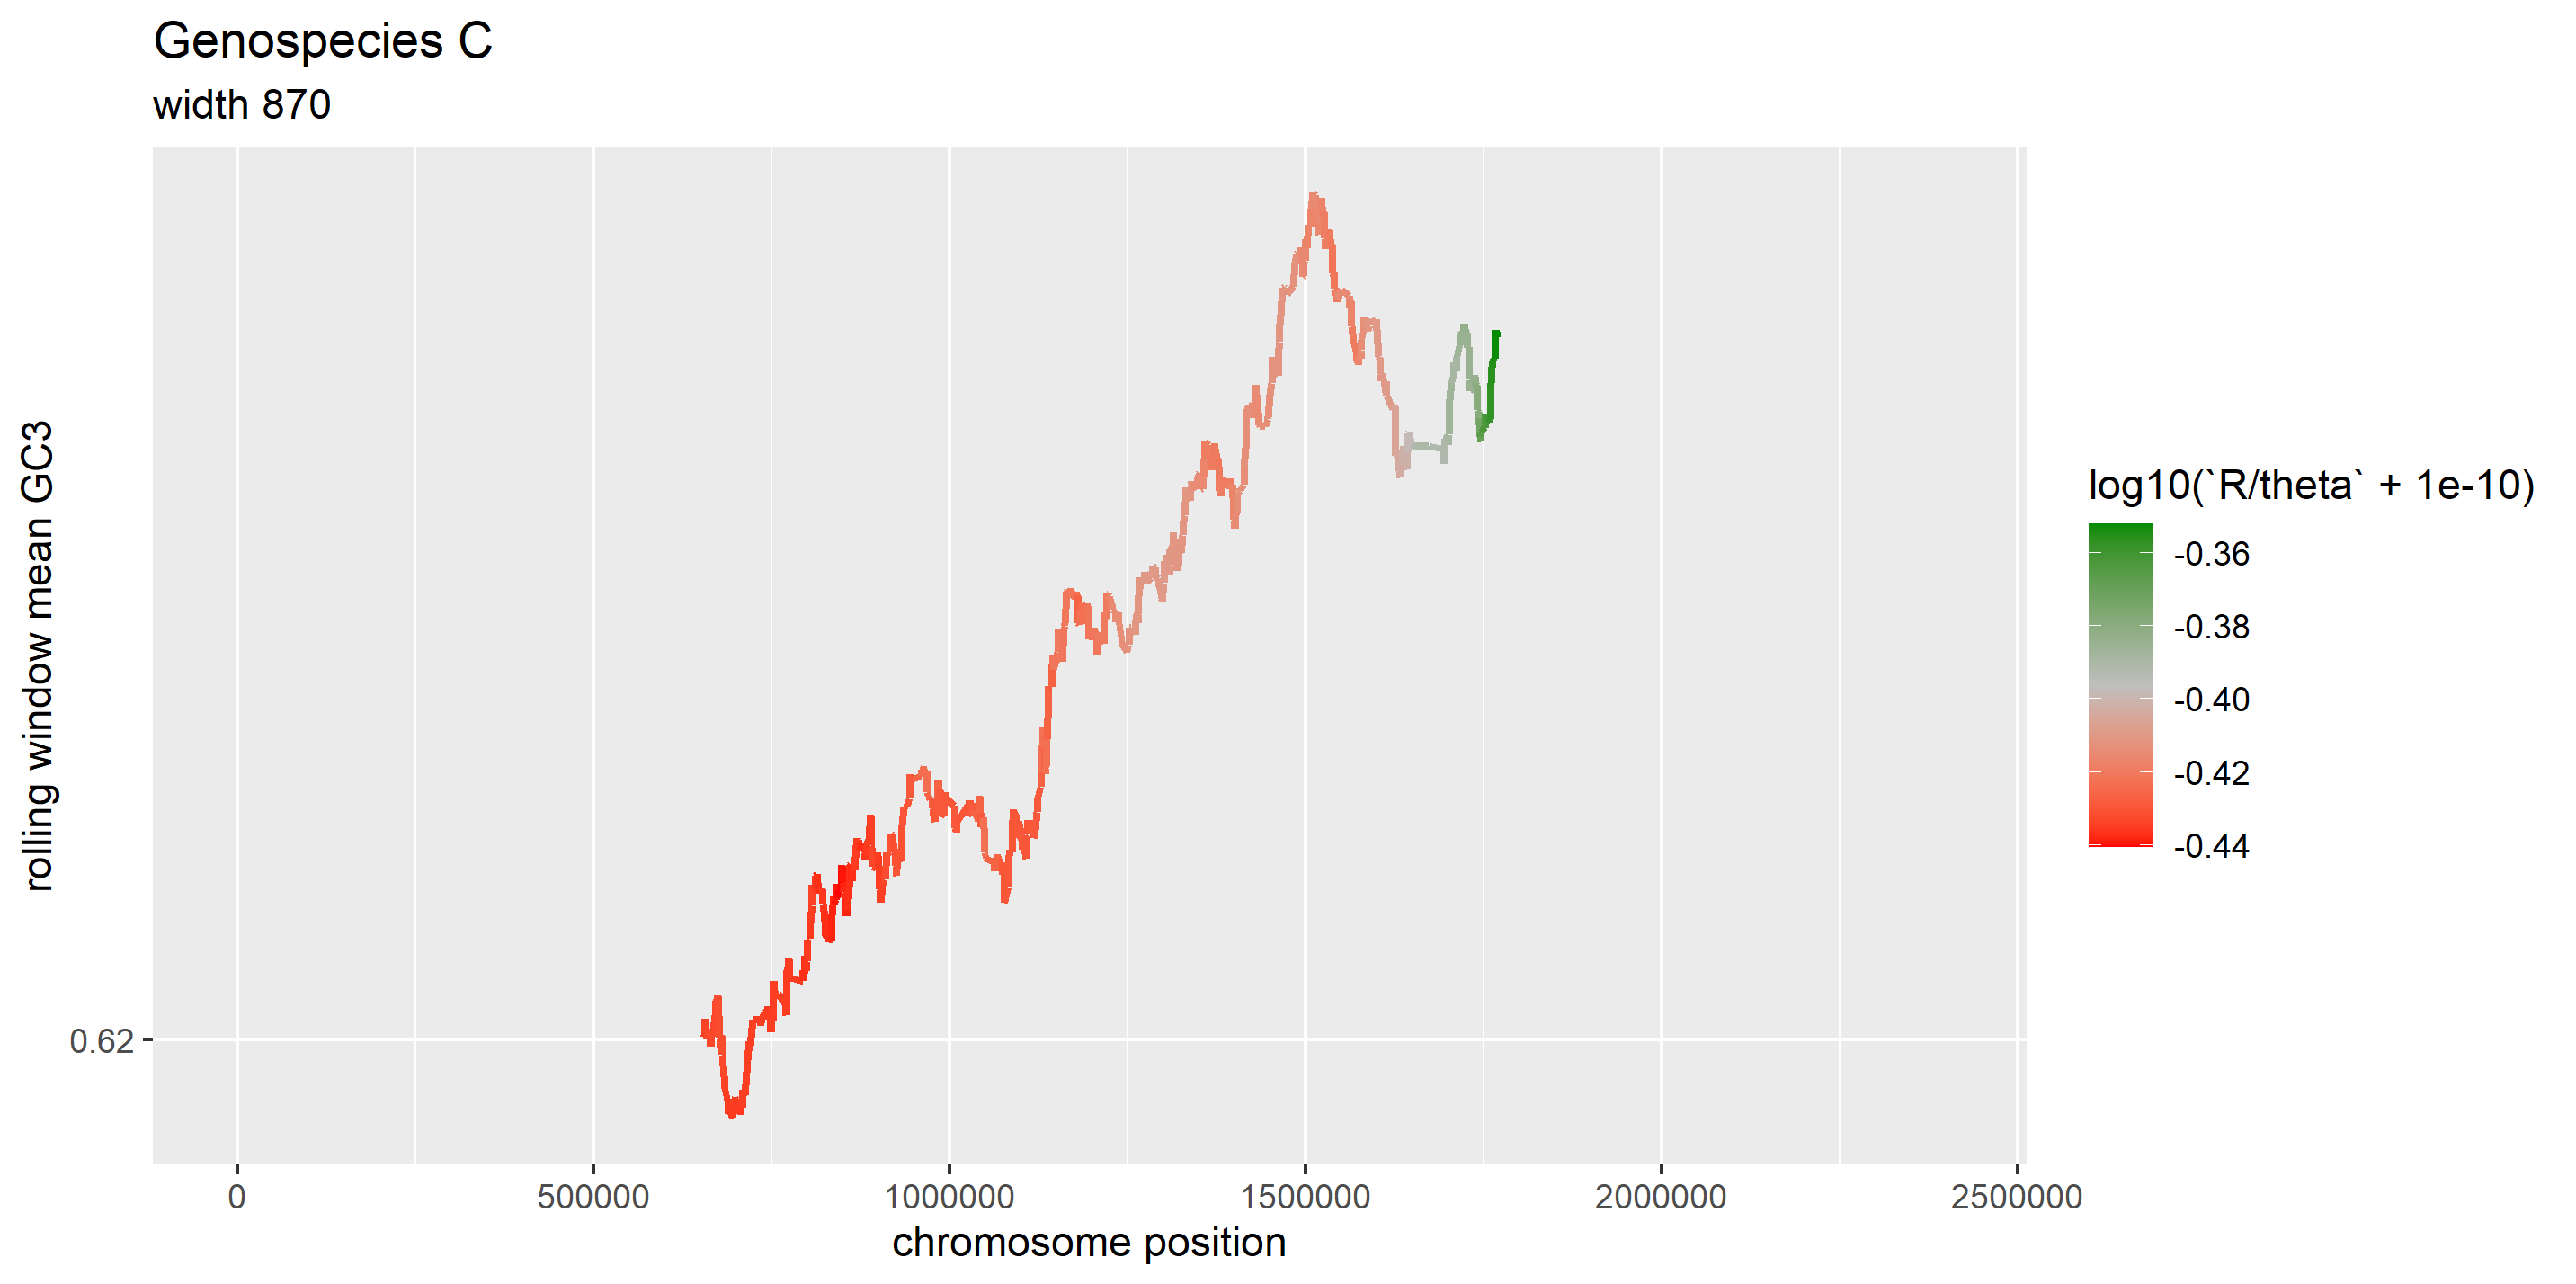 Genospecies C
width 870
rolling window mean GC3
0.62
0
500000
1000000
1500000
2000000
2500000
chromosome position
log10(`R/theta` + 1e-10)
-0.36
-0.38
-0.40
-0.42
-0.44